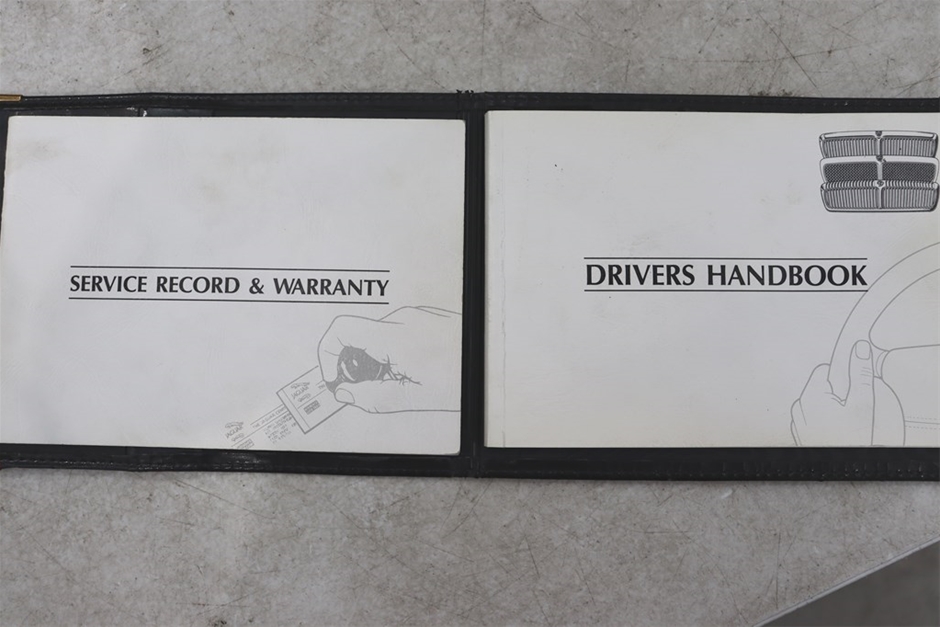 SERVICE RECORD & WARRANTY
DRIVERS HANDBOOK